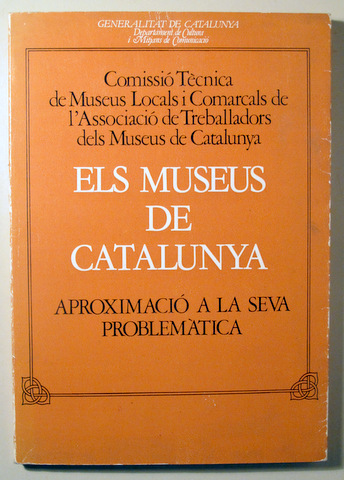 GENERALITAT DE CATALUNYA
Departament de Cultura
i Mitjans de Comunicació
Comissió Tècnica
de Museus Locals i Comarcals de
l'Associació de Treballadors
dels Museus de Catalunya
ELS MUSEUS
DE
CATALUNYA
APROXIMACIÓ A LA SEVA
PROBLEMÀTICA